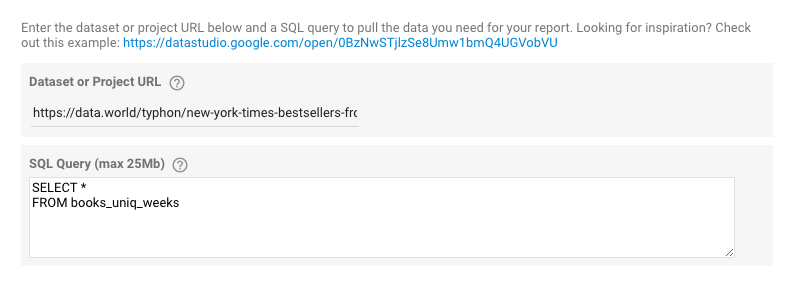 Enter the dataset or project URL below and a SQL query to pull the data you need for your report. Looking for inspiration? Check
out this example: https://datastudio.google.com/open/0BzNwSTjlzSe8Umw1bmQ4UGVobVU
Dataset or Project URL ?
https://data.world/typhon/new-york-times-bestsellers-frc
SQL Query (max 25Mb) ?
SELECT *
FROM books_uniq_weeks